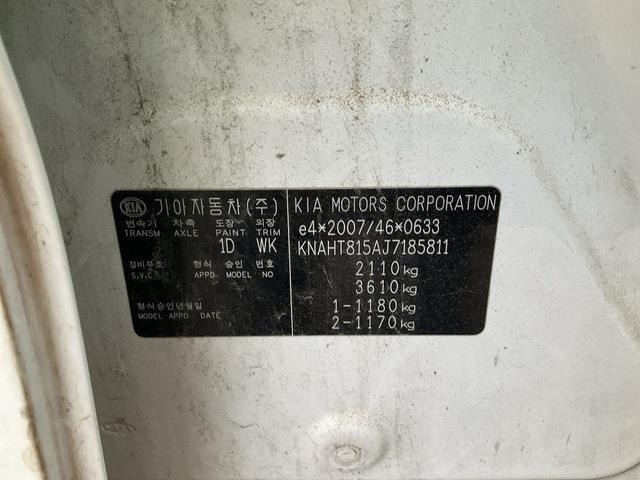 KIA 기아자동차(주)
변속기 차축 도장 외장
TRANSM AXLE PAINT TRIM
1D WK
정비부호 형식 승인 번호
S.V.C APPD MODEL NO
형식승인년월일
MODEL APPD DATE
KIA MOTORS CORPORATION
e4*2007/46*0633
KNAHT815AJ7185811
2110kg
3610kg
1-1180kg
2-1170kg